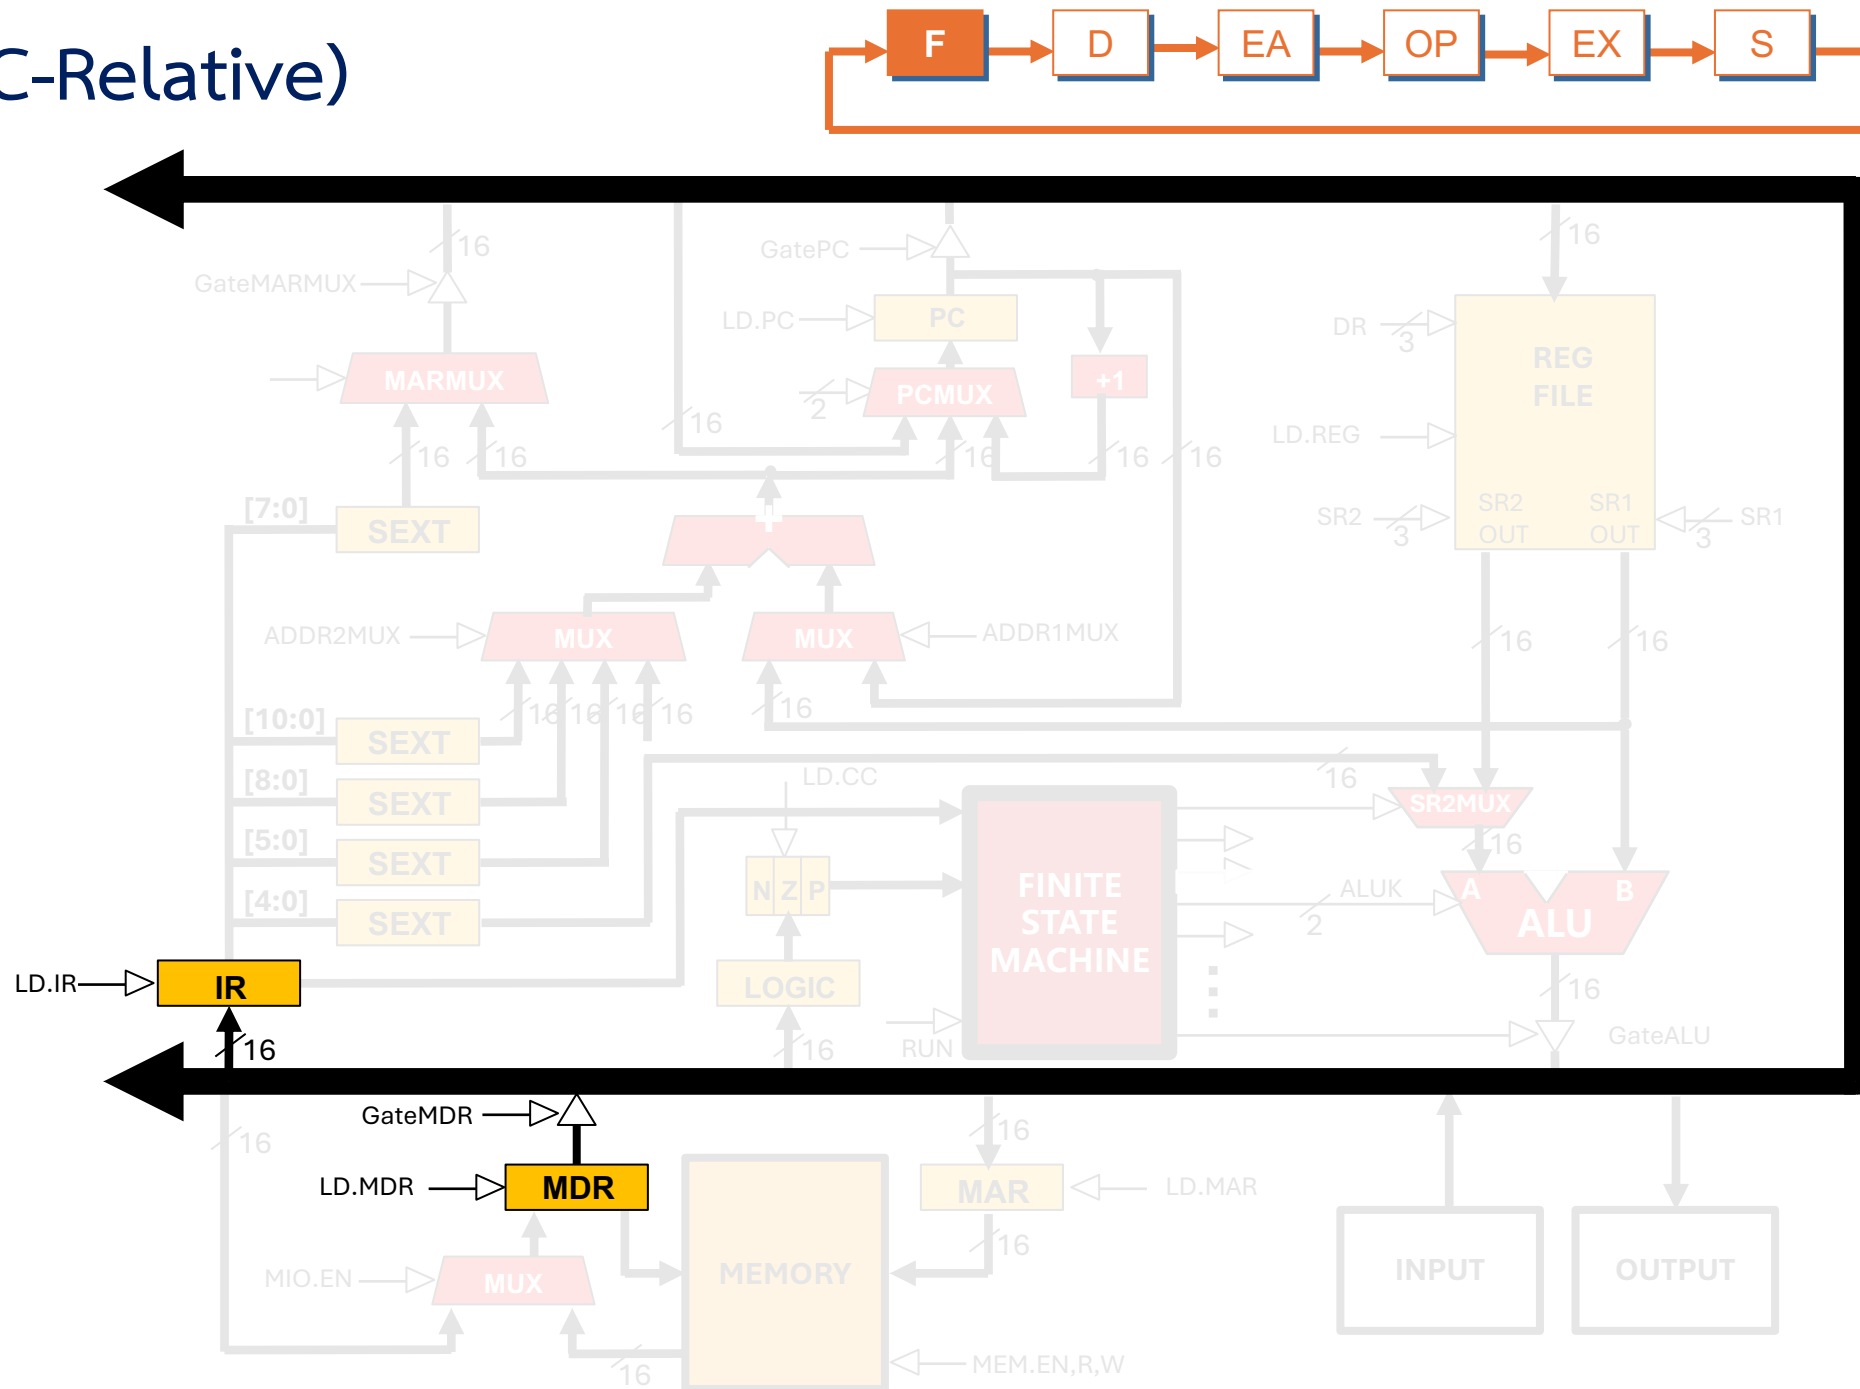 C-Relative)
F D EA OP EX S
16
GatePC
16
GateMARMUX
LD.PC
PC
DR
3
REG
FILE
MARMUX
2
PCMUX
+1
16
LD.REG
16
16
16
16
16
[7:0]
SEXT
+
SR2
3
SR2
OUT
SR1
OUT
3
SR1
ADDR2MUX
MUX
MUX
ADDR1MUX
16
16
16
16
16
16
16
[10:0]
SEXT
[8:0]
SEXT
LD.CC
16
SR2MUX
[5:0]
SEXT
16
N Z P
FINITE
STATE
MACHINE
ALUK
2
A
B
ALU
[4:0]
SEXT
LD.IR
IR
LOGIC
16
16
16
RUN
GateALU
GateMDR
16
16
LD.MDR
MDR
MAR
LD.MAR
16
MIO.EN
MUX
MEMORY
INPUT
OUTPUT
16
MEM.EN,R,W